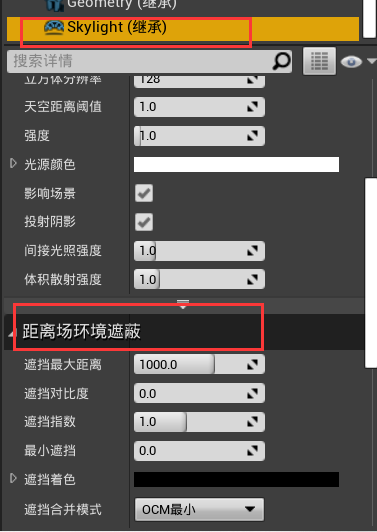 Geometry (继承)
Skylight (继承)
搜索详情
立方体分辨率 128
天空距离阈值 1.0
强度 1.0
光源颜色
影响场景
投射阴影
间接光照强度 1.0
体积散射强度 1.0
距离场环境遮蔽
遮挡最大距离 1000.0
遮挡对比度 0.0
遮挡指数 1.0
最小遮挡 0.0
遮挡着色
遮挡合并模式 OCM最小